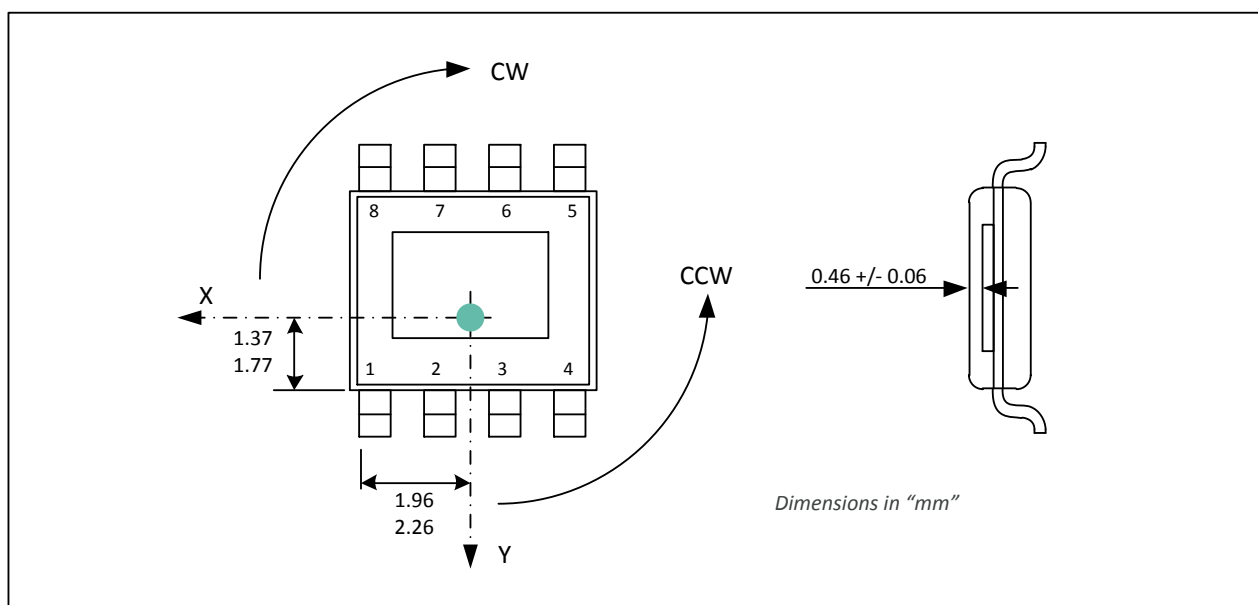 CW
8 7 6 5
CCW
0.46 +/- 0.06
X
1.37
1.77
1 2 3 4
1.96
2.26
Dimensions in “mm”
Y